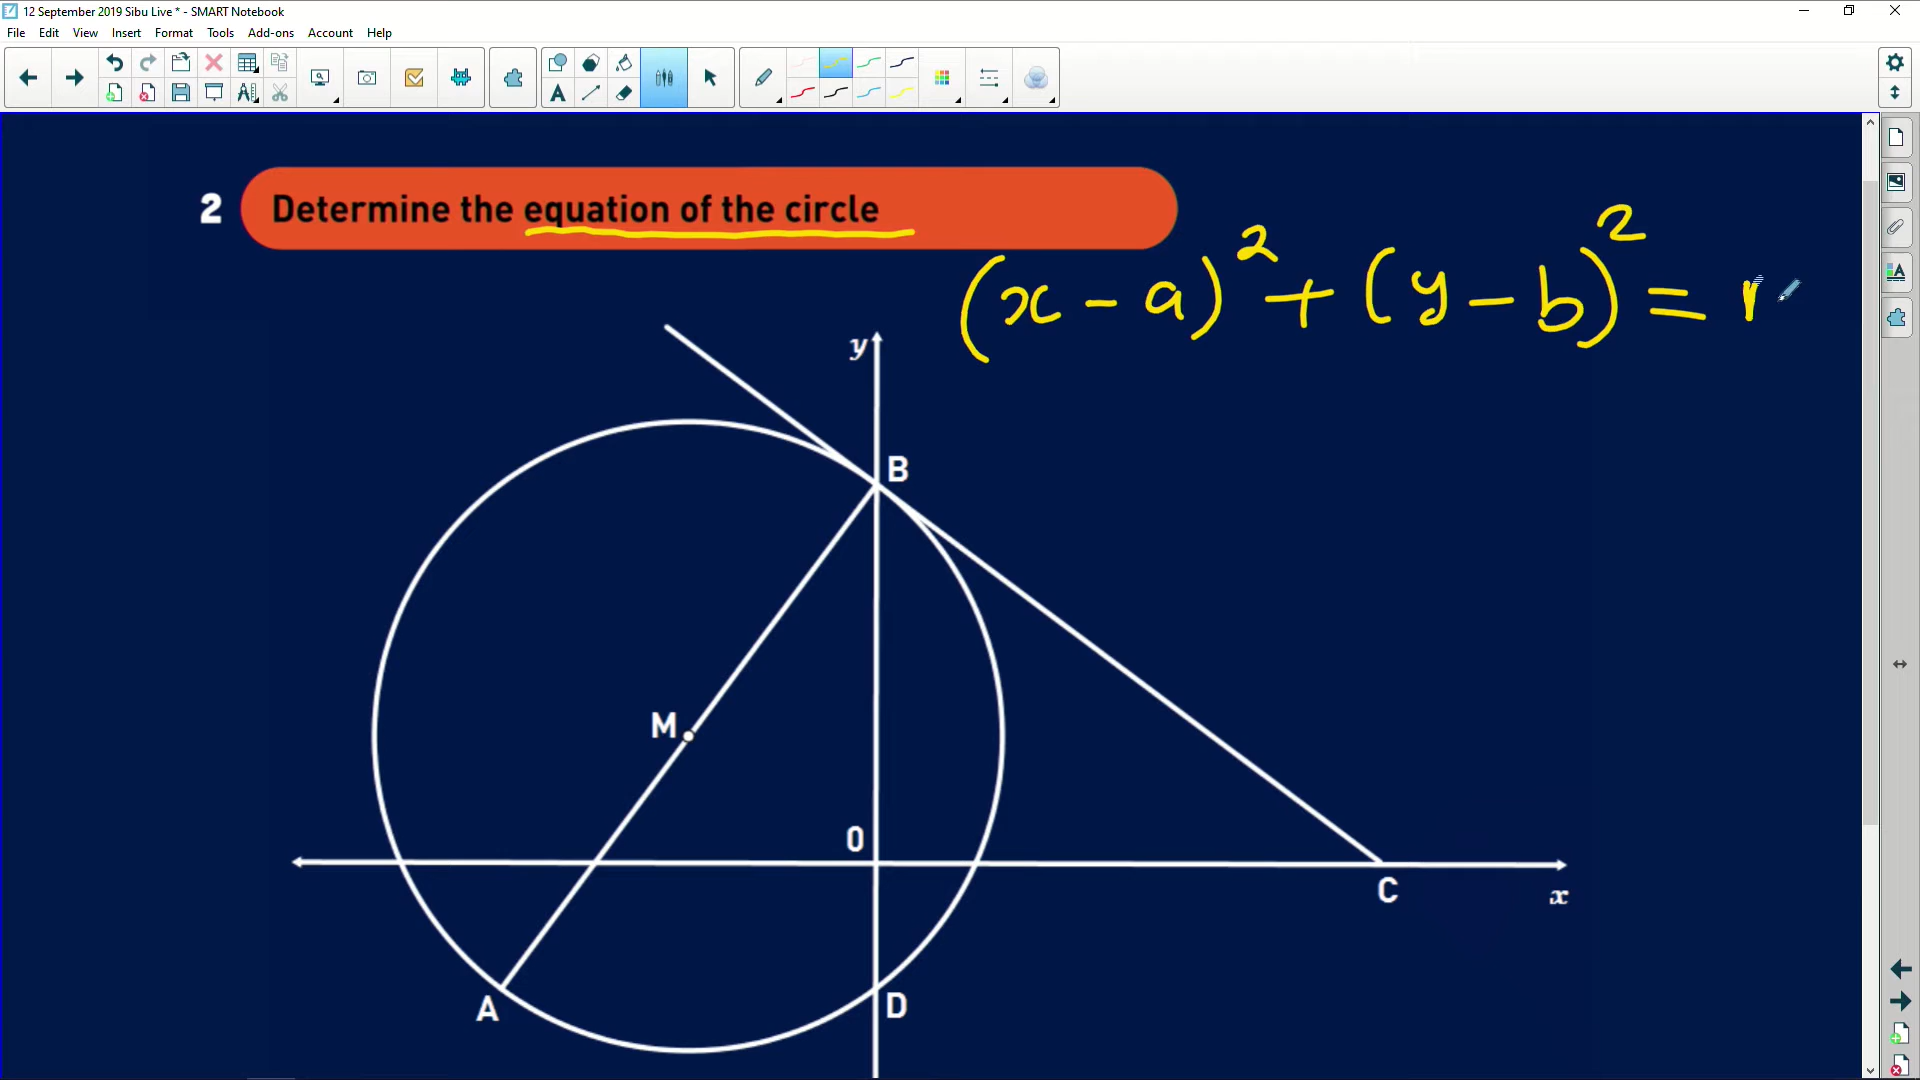 12 September 2019 Sibu Live * - SMART Notebook
File Edit View Insert Format Tools Add-ons Account Help
2 Determine the equation of the circle
(x - a)² + (y - b)² = r
y
B
M
O
C
x
A
D